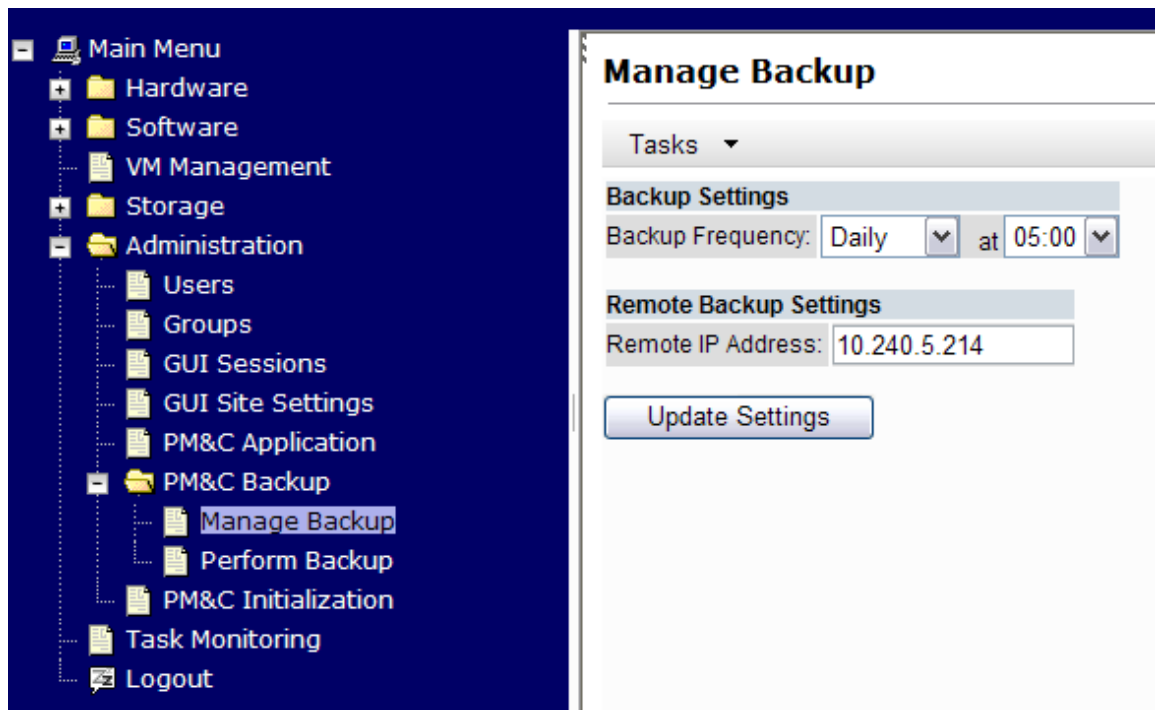 Main Menu
Hardware
Software
VM Management
Storage
Administration
Users
Groups
GUI Sessions
GUI Site Settings
PM&C Application
PM&C Backup
Manage Backup
Perform Backup
PM&C Initialization
Task Monitoring
Logout
Manage Backup
Tasks
Backup Settings
Backup Frequency: Daily at 05:00
Remote Backup Settings
Remote IP Address: 10.240.5.214
Update Settings